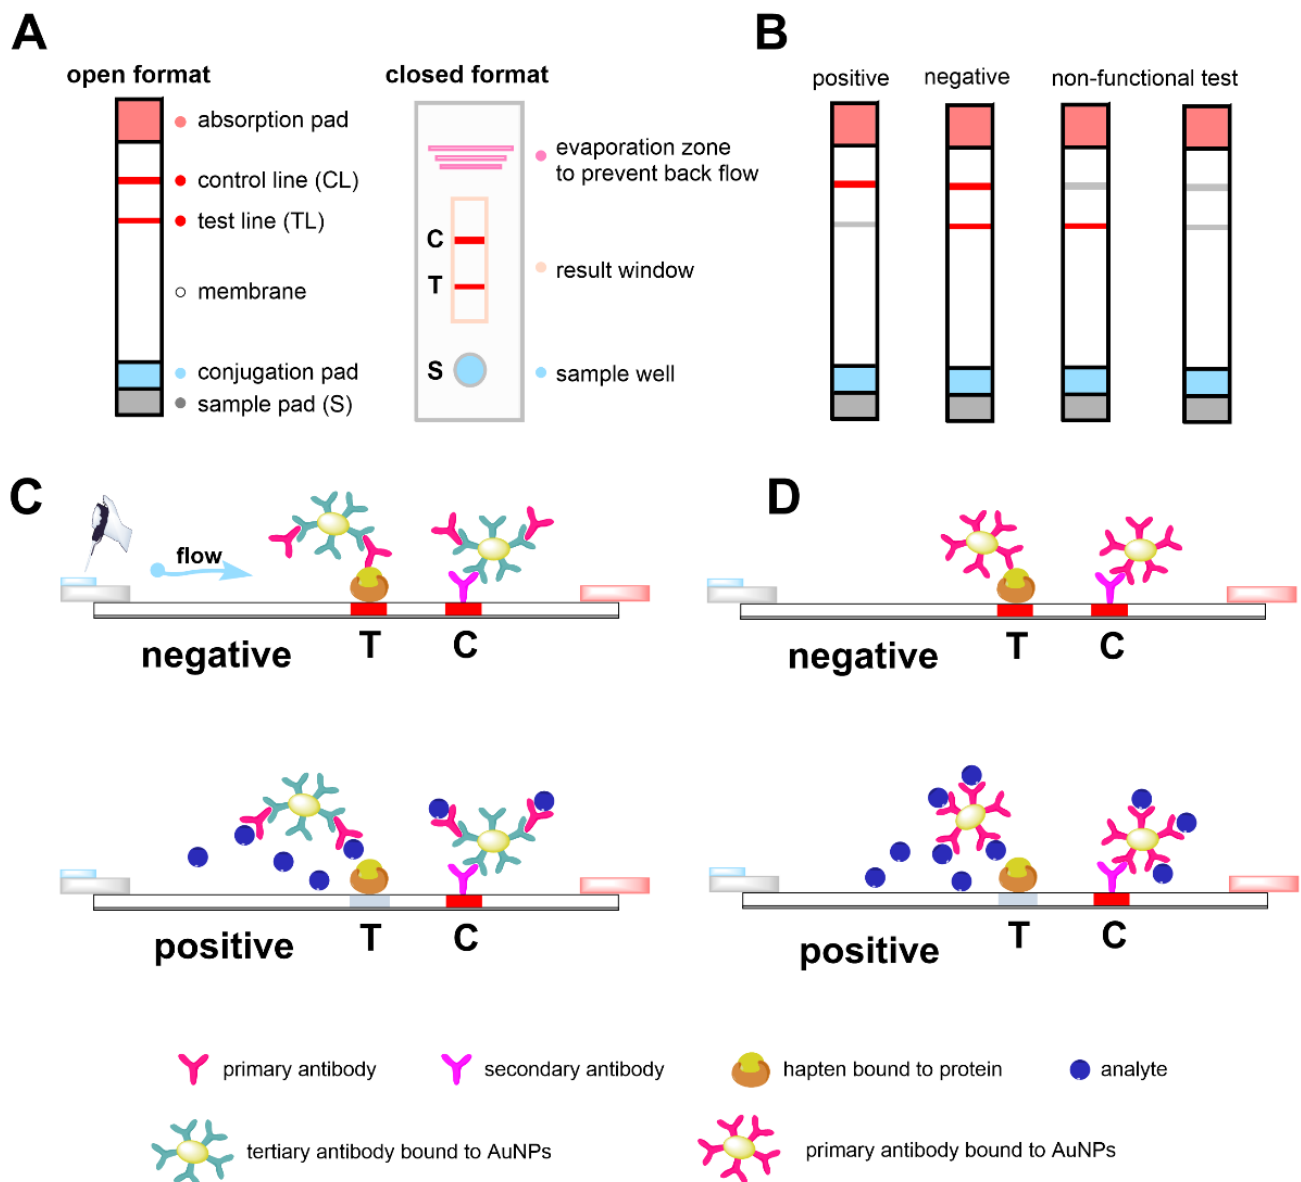 A
open format
absorption pad
control line (CL)
test line (TL)
membrane
conjugation pad
sample pad (S)
closed format
evaporation zone
to prevent back flow
C
T
result window
S
sample well
B
positive
negative
non-functional test
C
flow
T
C
negative
T
C
positive
D
T
C
negative
T
C
positive
primary antibody
secondary antibody
hapten bound to protein
analyte
tertiary antibody bound to AuNPs
primary antibody bound to AuNPs